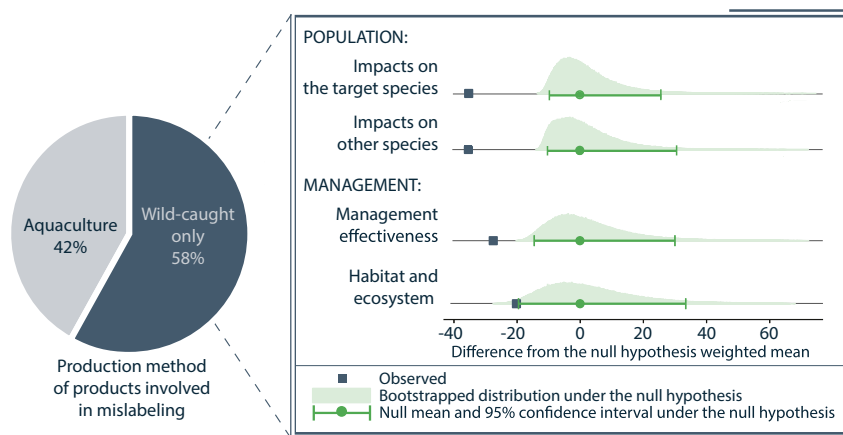 POPULATION:
Impacts on
the target species
Impacts on
other species
MANAGEMENT:
Management
effectiveness
Habitat and
ecosystem
-40 -20 0 20 40 60
Difference from the null hypothesis weighted mean
Observed
Bootstrapped distribution under the null hypothesis
Null mean and 95% confidence interval under the null hypothesis
Aquaculture
42%
Wild-caught
only
58%
Production method
of products involved
in mislabeling